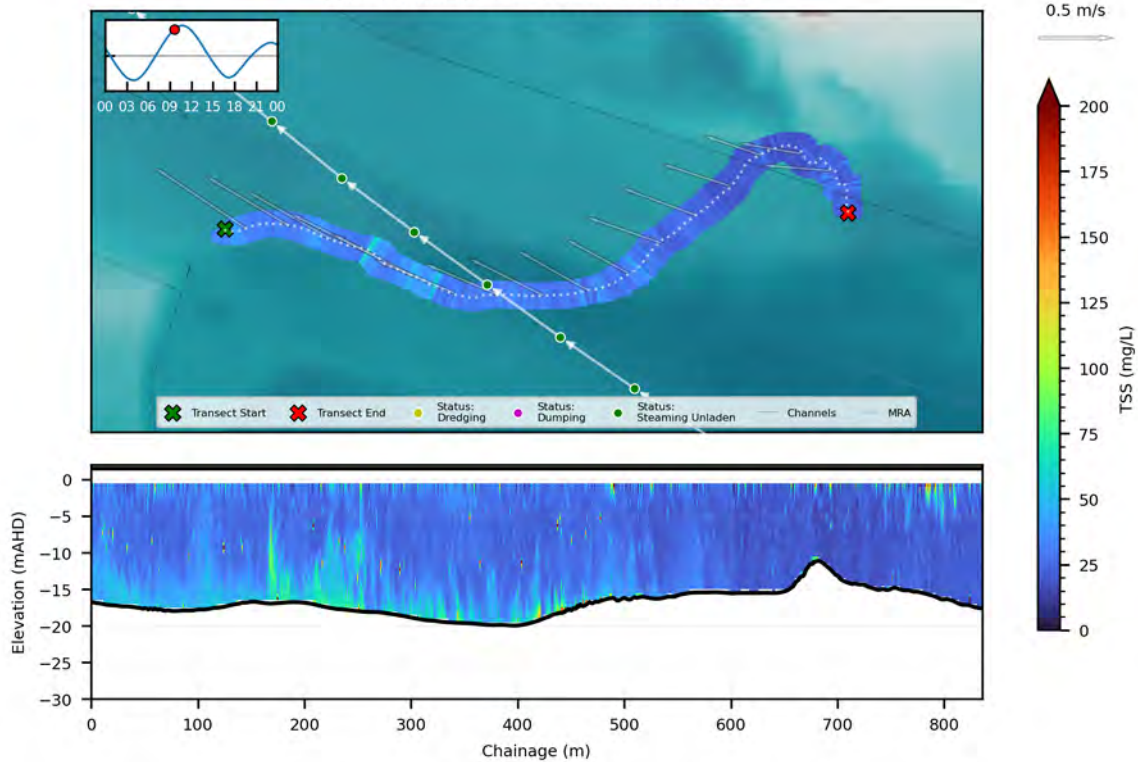 0.5 m/s
00 03 06 09 12 15 18 21 00
Transect Start
Transect End
Status:
Dredging
Status:
Dumping
Status:
Steaming Unladen
Channels
MRA
200
175
150
125
100
75
50
25
0
TSS (mg/L)
0
−5
−10
−15
−20
−25
−30
Elevation (mAHD)
0 100 200 300 400 500 600 700 800
Chainage (m)